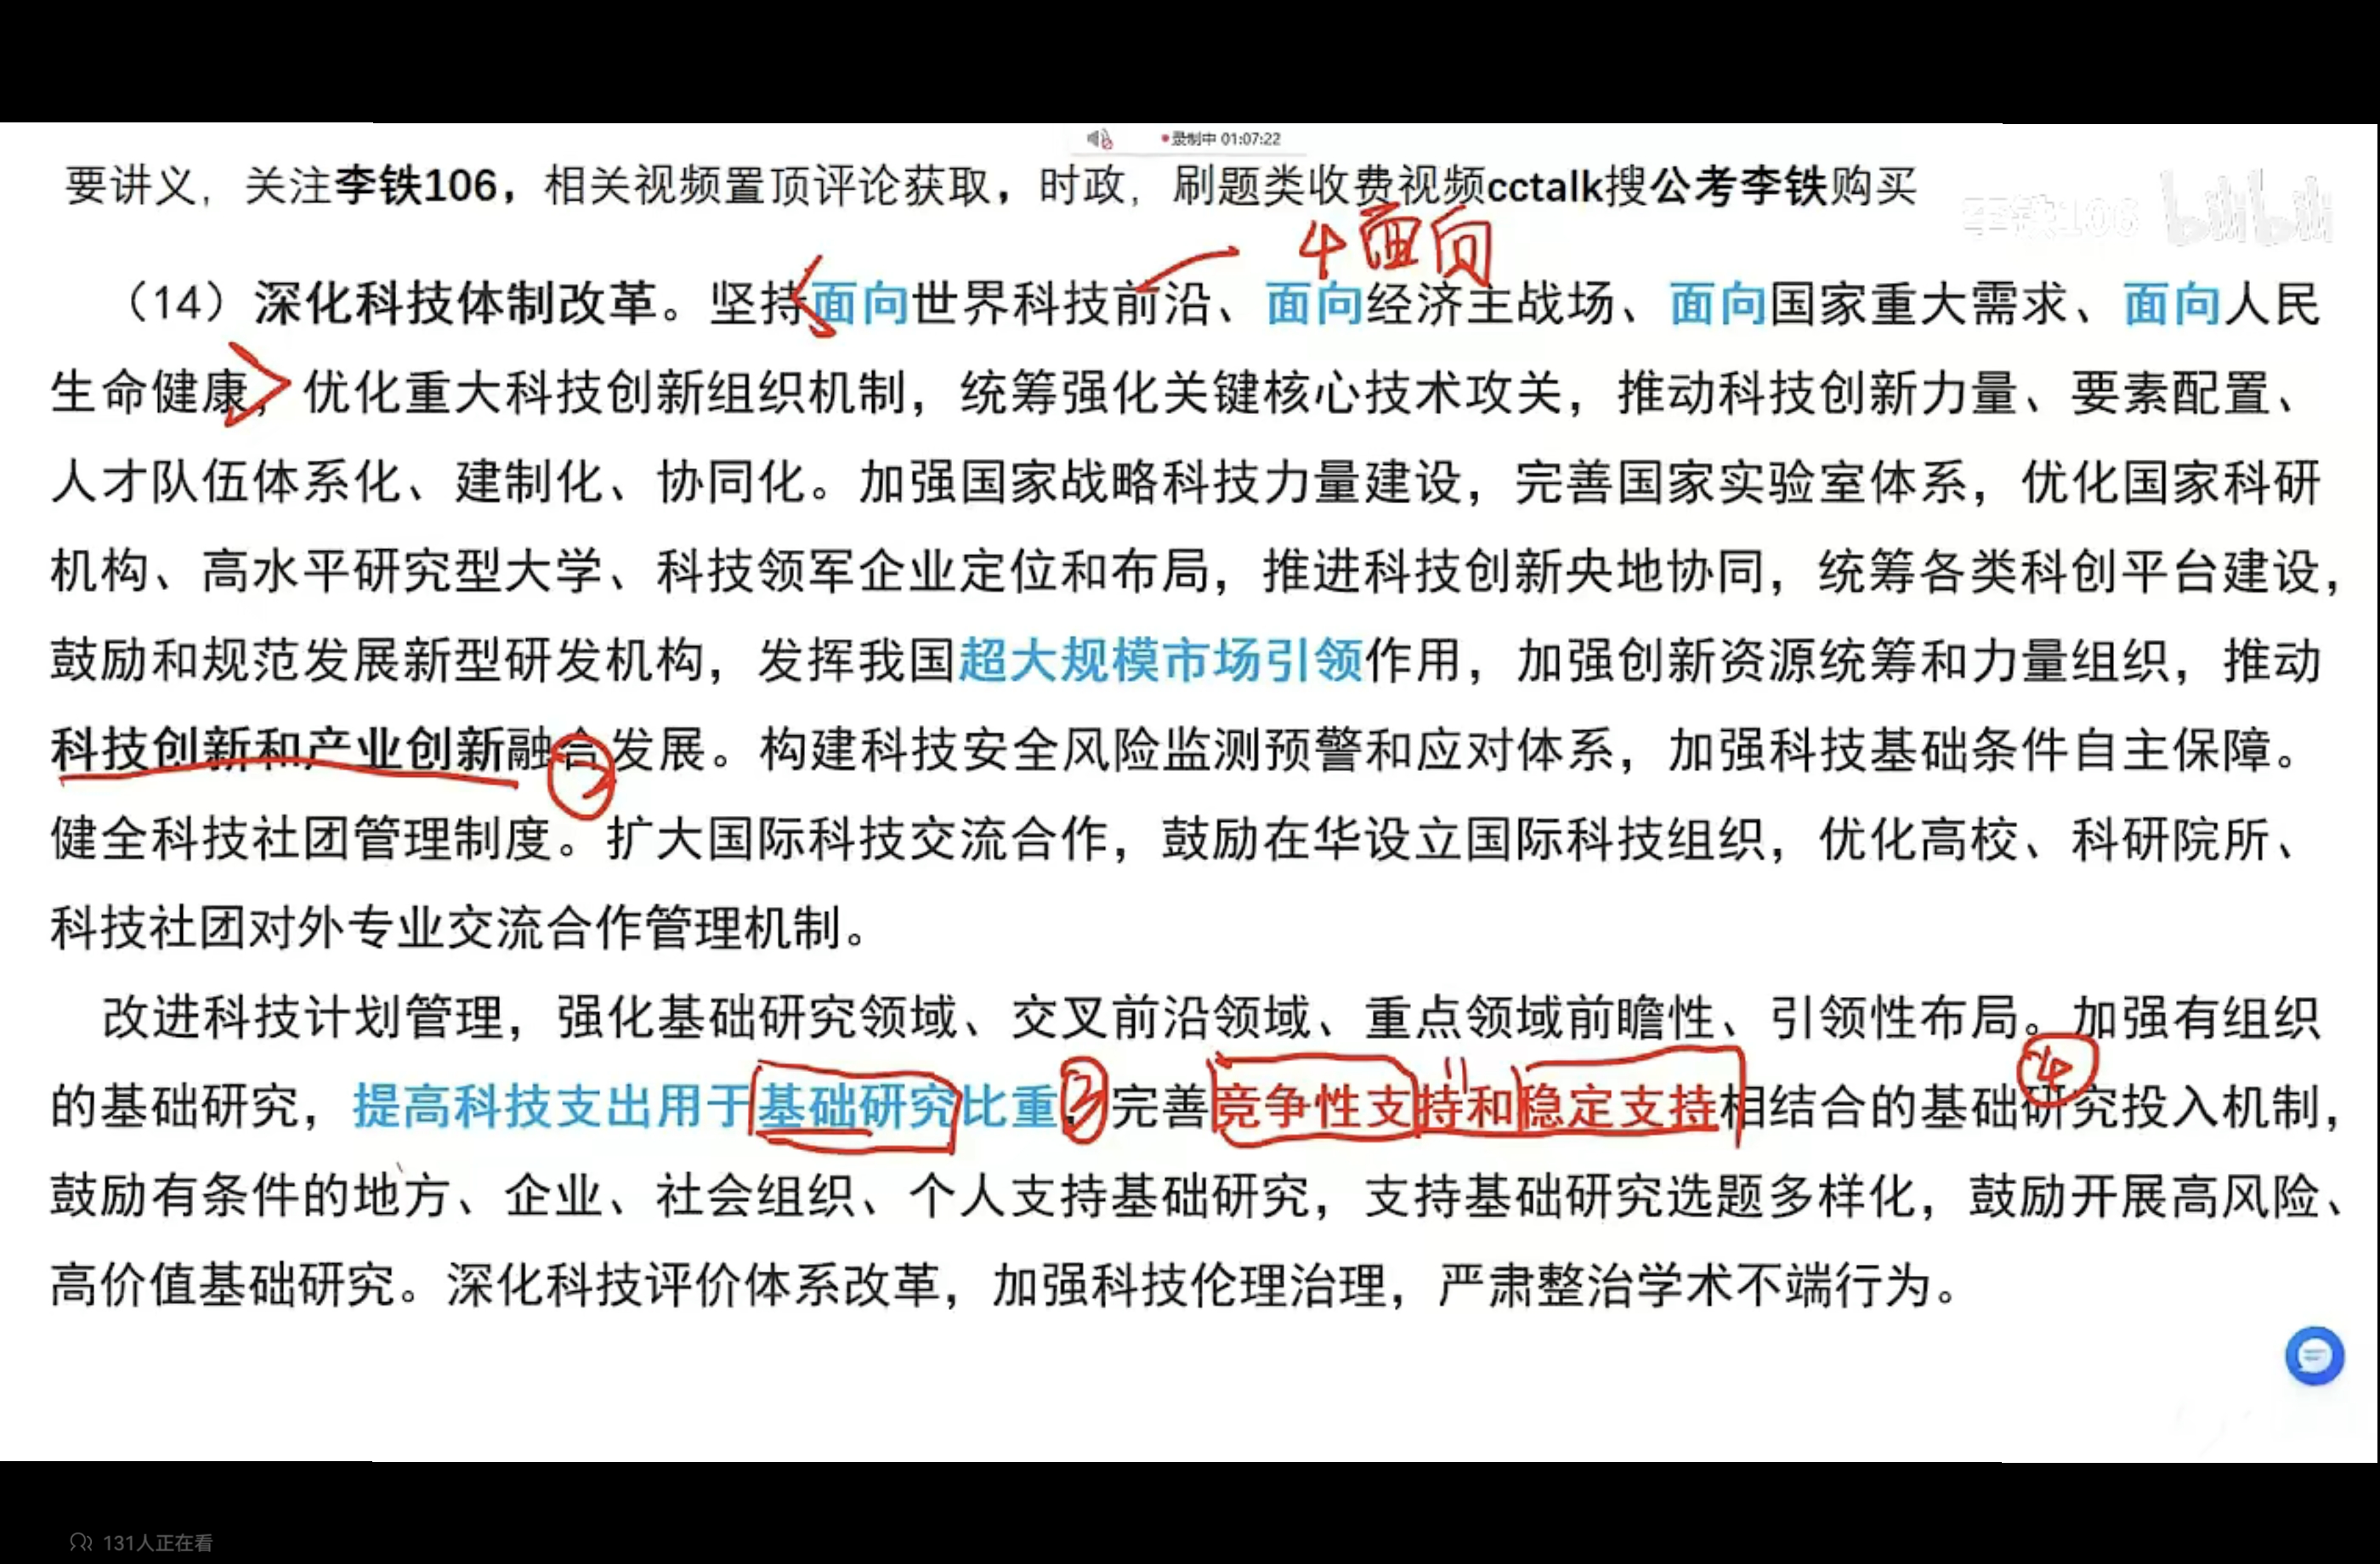 录制中 01:07:22
要讲义，关注李铁106，相关视频置顶评论获取，时政，刷题类收费视频cctalk搜公考李铁购买
李铁106 bilibili
4面向
（14）深化科技体制改革。坚持面向世界科技前沿、面向经济主战场、面向国家重大需求、面向人民
生命健康，优化重大科技创新组织机制，统筹强化关键核心技术攻关，推动科技创新力量、要素配置、
人才队伍体系化、建制化、协同化。加强国家战略科技力量建设，完善国家实验室体系，优化国家科研
机构、高水平研究型大学、科技领军企业定位和布局，推进科技创新央地协同，统筹各类科创平台建设，
鼓励和规范发展新型研发机构，发挥我国超大规模市场引领作用，加强创新资源统筹和力量组织，推动
科技创新和产业创新融合发展。构建科技安全风险监测预警和应对体系，加强科技基础条件自主保障。
②
健全科技社团管理制度。扩大国际科技交流合作，鼓励在华设立国际科技组织，优化高校、科研院所、
科技社团对外专业交流合作管理机制。
改进科技计划管理，强化基础研究领域、交叉前沿领域、重点领域前瞻性、引领性布局。加强有组织
④
的基础研究，提高科技支出用于基础研究比重，完善竞争性支持和稳定支持相结合的基础研究投入机制，
③
鼓励有条件的地方、企业、社会组织、个人支持基础研究，支持基础研究选题多样化，鼓励开展高风险、
高价值基础研究。深化科技评价体系改革，加强科技伦理治理，严肃整治学术不端行为。
131人正在看